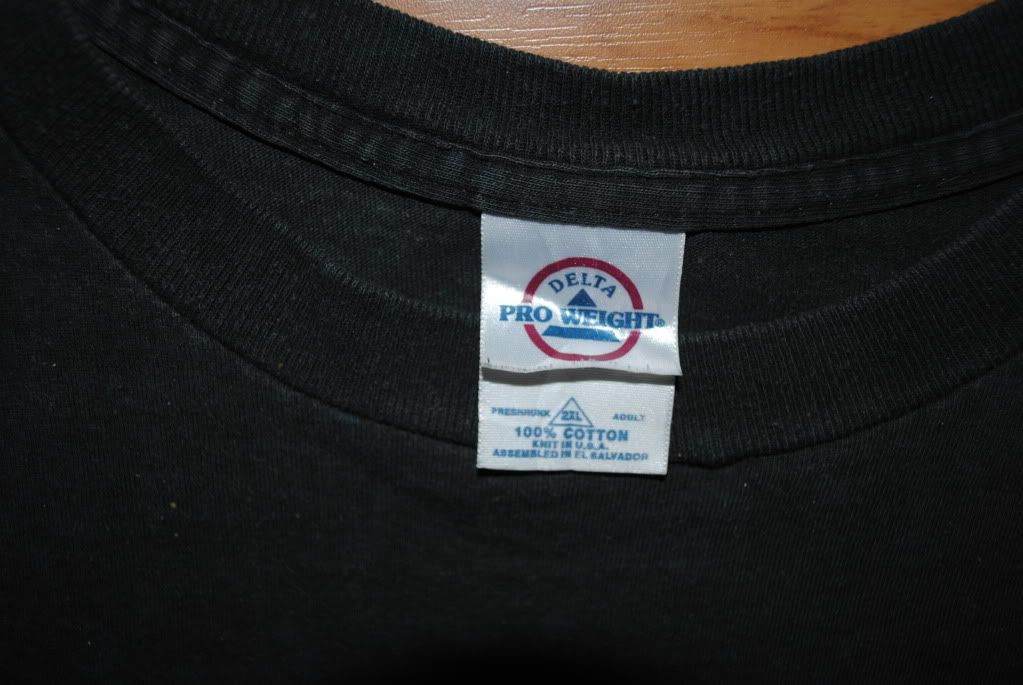 DELTA
PRO WEIGHT®
PRESHRUNK 2XL ADULT
100% COTTON
KNIT IN U.S.A.
ASSEMBLED IN EL SALVADOR